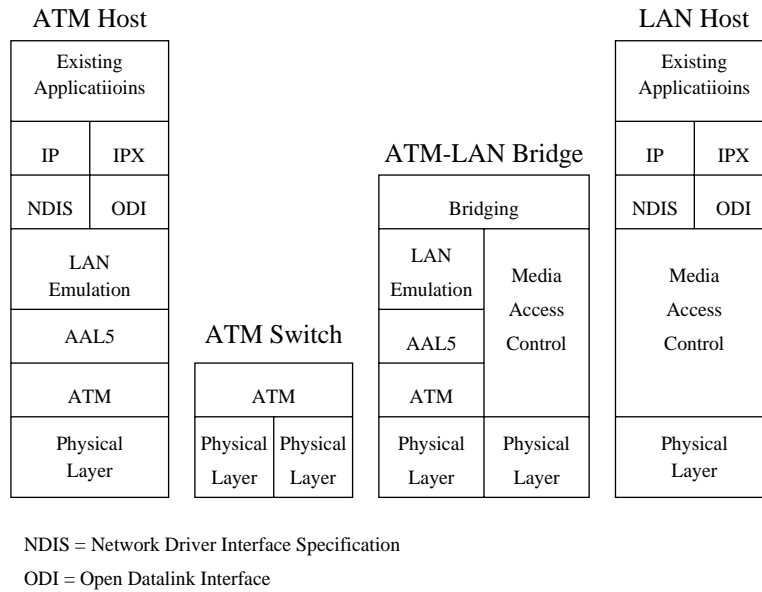 ATM Host
Existing
Applicatiioins
IP
IPX
NDIS
ODI
LAN
Emulation
AAL5
ATM
Physical
Layer
ATM Switch
ATM
Physical
Layer
Physical
Layer
ATM-LAN Bridge
Bridging
LAN
Emulation
AAL5
ATM
Physical
Layer
Media
Access
Control
Physical
Layer
LAN Host
Existing
Applicatiioins
IP
IPX
NDIS
ODI
Media
Access
Control
Physical
Layer
NDIS = Network Driver Interface Specification
ODI = Open Datalink Interface